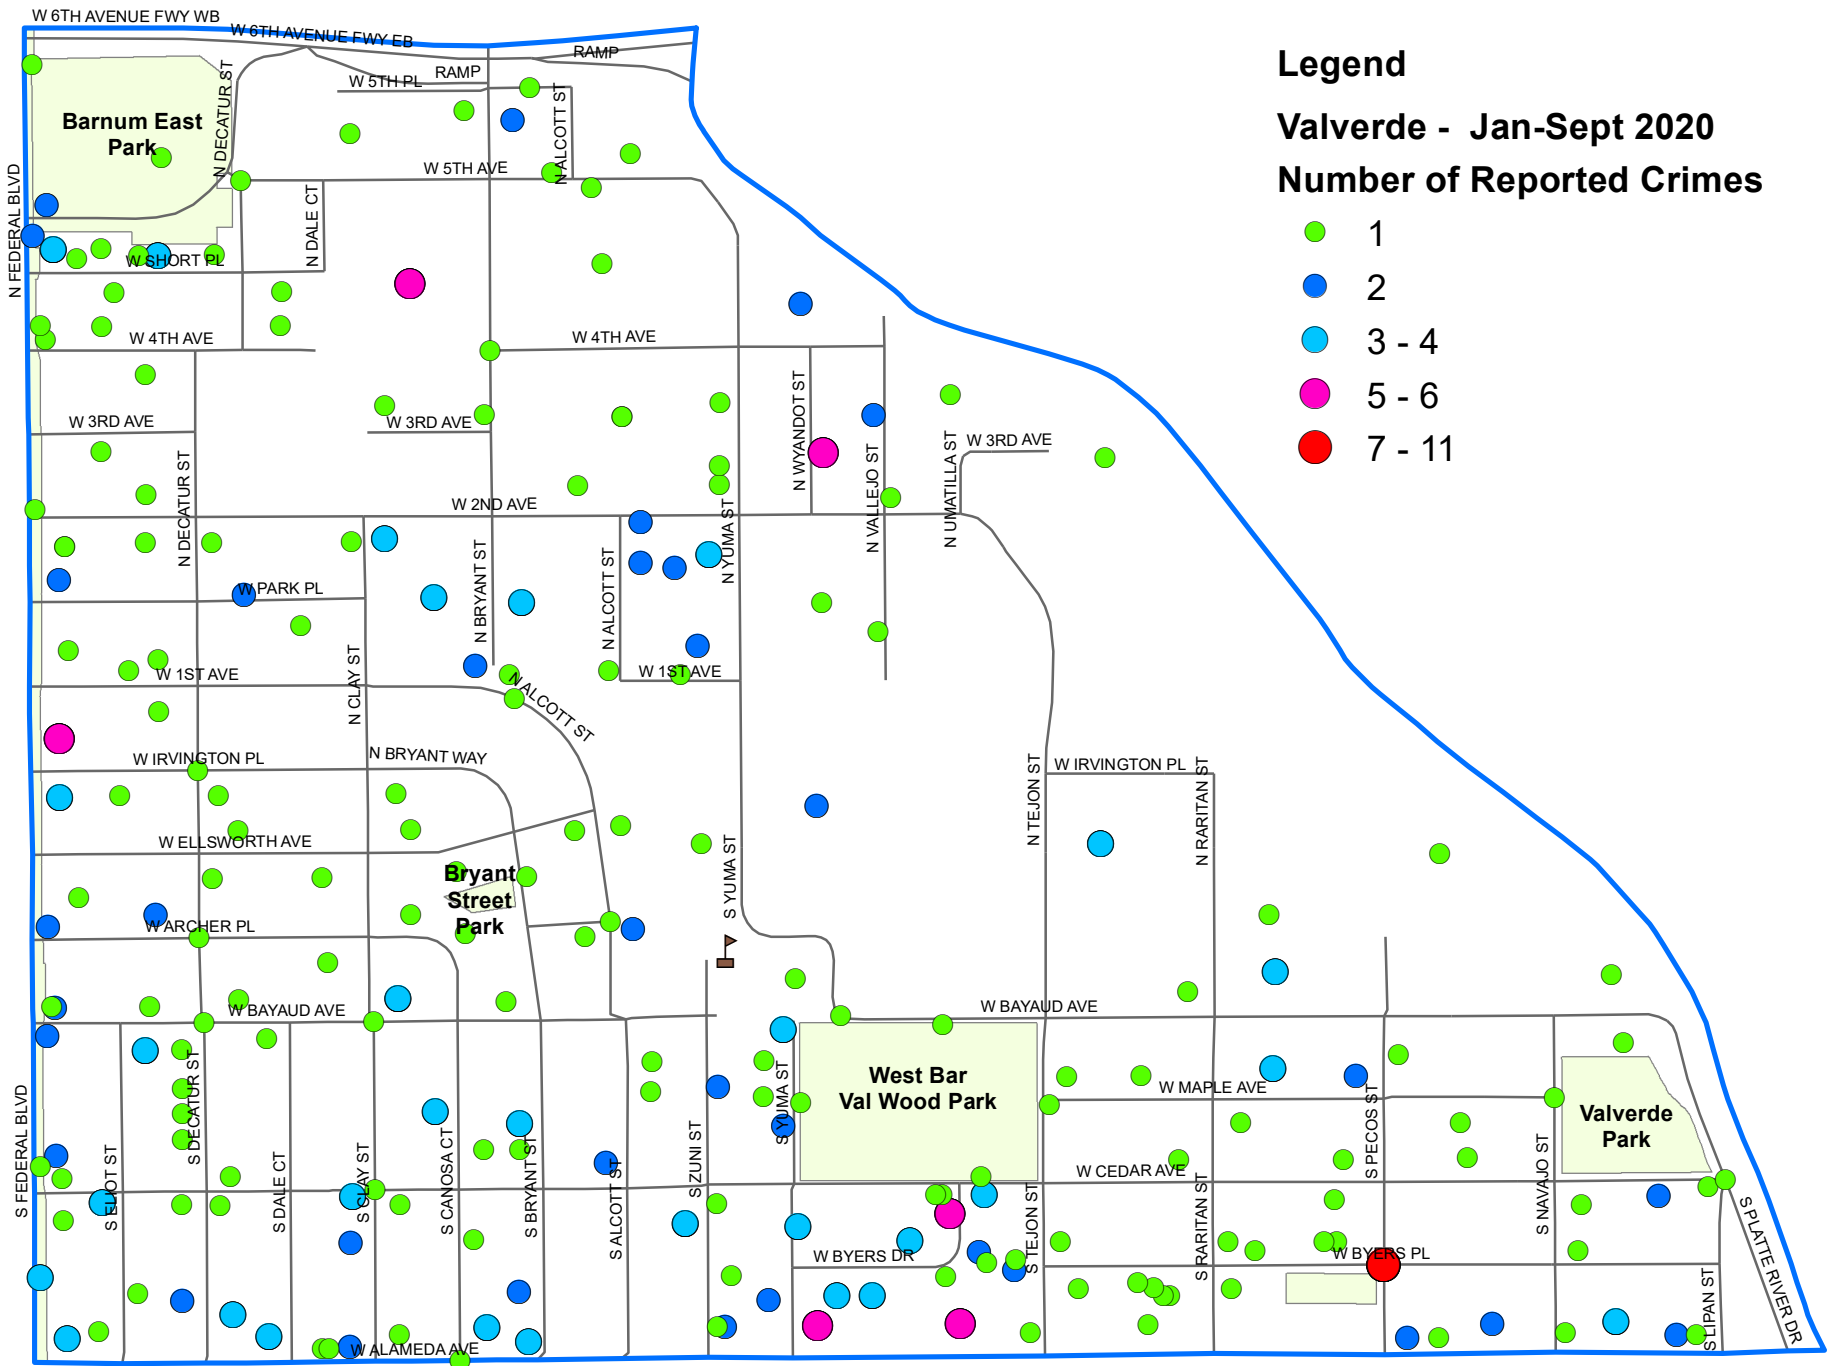 W 6TH AVENUE FWY WB
W 6TH AVENUE FWY EB
RAMP
RAMP
W 5TH PL
N DECATUR ST
N ALCOTT ST
Barnum East
Park
W 5TH AVE
N FEDERAL BLVD
N DALE CT
W SHORT PL
W 4TH AVE
W 4TH AVE
Legend
Valverde - Jan-Sept 2020
Number of Reported Crimes
1
2
3 - 4
5 - 6
7 - 11
W 3RD AVE
W 3RD AVE
N WYANDOT ST
N VALLEJO ST
N UMATILLA ST
W 3RD AVE
N DECATUR ST
W 2ND AVE
N YUMA ST
N BRYANT ST
N ALCOTT ST
W PARK PL
W 1ST AVE
N CLAY ST
N ALCOTT ST
W 1ST AVE
W IRVINGTON PL
N BRYANT WAY
N TEJON ST
W IRVINGTON PL
N RARITAN ST
W ELLSWORTH AVE
Bryant
Street
Park
S YUMA ST
W ARCHER PL
W BAYAUD AVE
W BAYAUD AVE
S FEDERAL BLVD
S ELIOT ST
S DECATUR ST
S DALE CT
S CLAY ST
S CANOSA CT
S BRYANT ST
S ALCOTT ST
S ZUNI ST
S YUMA ST
West Bar
Val Wood Park
W MAPLE AVE
W CEDAR AVE
S PECOS ST
S NAVAJO ST
Valverde
Park
W BYERS DR
S TEJON ST
S RARITAN ST
W BYERS PL
S LIPAN ST
S PLATTE RIVER DR
W ALAMEDA AVE